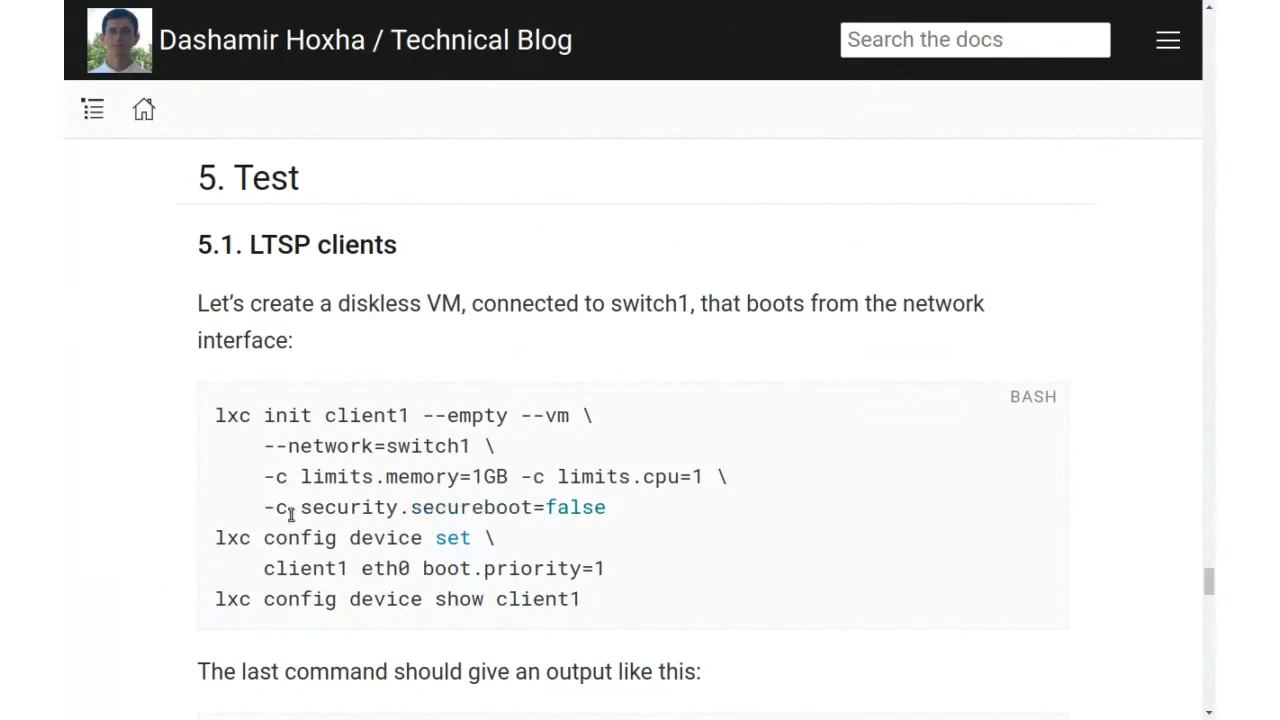 Dashamir Hoxha / Technical Blog
Search the docs
5. Test
5.1. LTSP clients
Let’s create a diskless VM, connected to switch1, that boots from the network
interface:
BASH
lxc init client1 --empty --vm \
    --network=switch1 \
    -c limits.memory=1GB -c limits.cpu=1 \
    -c security.secureboot=false
lxc config device set \
    client1 eth0 boot.priority=1
lxc config device show client1
The last command should give an output like this: